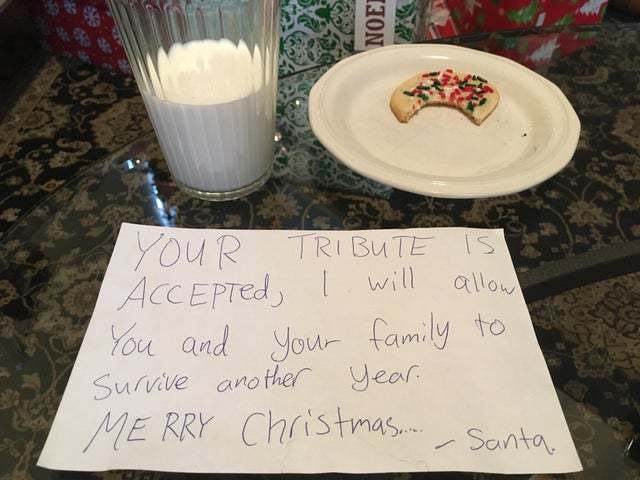 NOEL
YOUR TRIBUTE IS
ACCEPTEd, I will allow
You and your family to
Survive another year.
MERRY Christmas.....
- Santa.